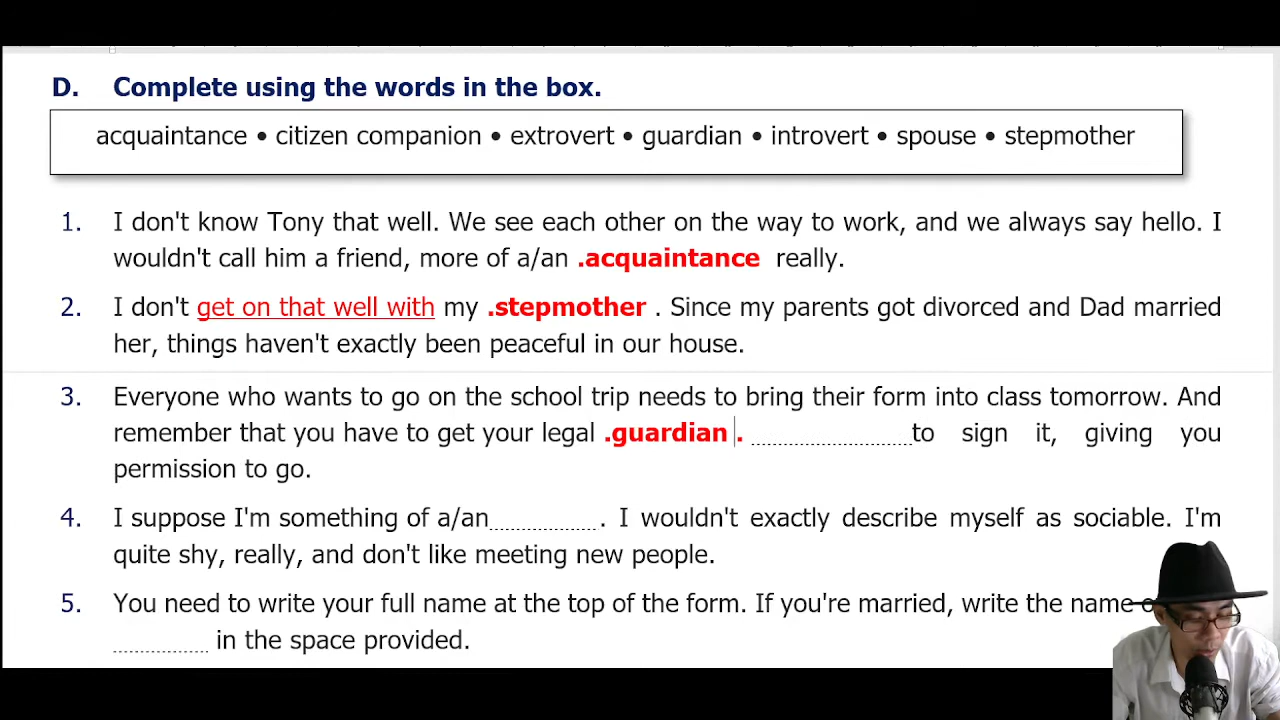 D. Complete using the words in the box.
acquaintance • citizen companion • extrovert • guardian • introvert • spouse • stepmother
1. I don't know Tony that well. We see each other on the way to work, and we always say hello. I
wouldn't call him a friend, more of a/an .acquaintance really.
2. I don't get on that well with my .stepmother . Since my parents got divorced and Dad married
her, things haven't exactly been peaceful in our house.
3. Everyone who wants to go on the school trip needs to bring their form into class tomorrow. And
remember that you have to get your legal .guardian . ........................ to sign it, giving you
permission to go.
4. I suppose I'm something of a/an................ . I wouldn't exactly describe myself as sociable. I'm
quite shy, really, and don't like meeting new people.
5. You need to write your full name at the top of the form. If you're married, write the name
.............. in the space provided.